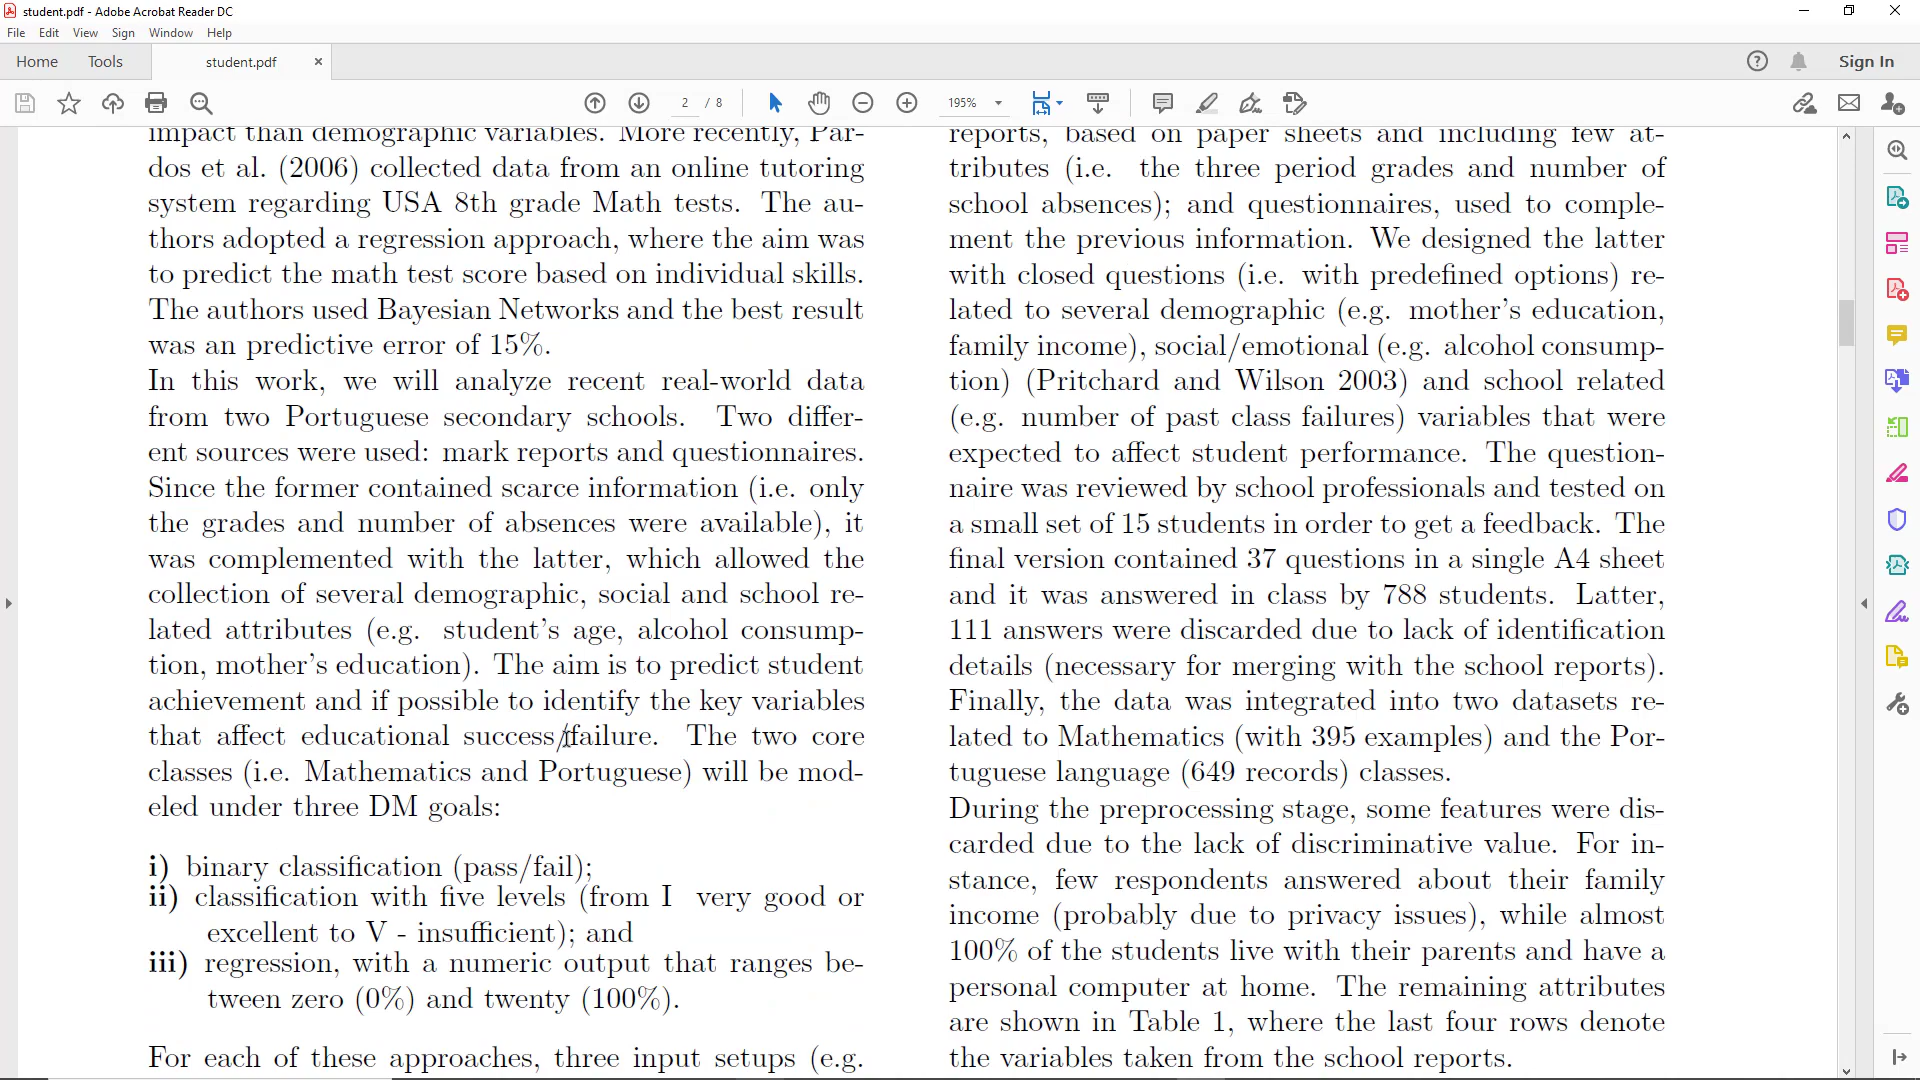 student.pdf - Adobe Acrobat Reader DC
File Edit View Sign Window Help
Home Tools student.pdf × Sign In
2 / 8 195%
impact than demographic variables. More recently, Par-
dos et al. (2006) collected data from an online tutoring
system regarding USA 8th grade Math tests. The au-
thors adopted a regression approach, where the aim was
to predict the math test score based on individual skills.
The authors used Bayesian Networks and the best result
was an predictive error of 15%.
In this work, we will analyze recent real-world data
from two Portuguese secondary schools. Two differ-
ent sources were used: mark reports and questionnaires.
Since the former contained scarce information (i.e. only
the grades and number of absences were available), it
was complemented with the latter, which allowed the
collection of several demographic, social and school re-
lated attributes (e.g. student's age, alcohol consump-
tion, mother's education). The aim is to predict student
achievement and if possible to identify the key variables
that affect educational success/failure. The two core
classes (i.e. Mathematics and Portuguese) will be mod-
eled under three DM goals:
i) binary classification (pass/fail);
ii) classification with five levels (from I very good or
excellent to V - insufficient); and
iii) regression, with a numeric output that ranges be-
tween zero (0%) and twenty (100%).
For each of these approaches, three input setups (e.g.
reports, based on paper sheets and including few at-
tributes (i.e. the three period grades and number of
school absences); and questionnaires, used to comple-
ment the previous information. We designed the latter
with closed questions (i.e. with predefined options) re-
lated to several demographic (e.g. mother's education,
family income), social/emotional (e.g. alcohol consump-
tion) (Pritchard and Wilson 2003) and school related
(e.g. number of past class failures) variables that were
expected to affect student performance. The question-
naire was reviewed by school professionals and tested on
a small set of 15 students in order to get a feedback. The
final version contained 37 questions in a single A4 sheet
and it was answered in class by 788 students. Latter,
111 answers were discarded due to lack of identification
details (necessary for merging with the school reports).
Finally, the data was integrated into two datasets re-
lated to Mathematics (with 395 examples) and the Por-
tuguese language (649 records) classes.
During the preprocessing stage, some features were dis-
carded due to the lack of discriminative value. For in-
stance, few respondents answered about their family
income (probably due to privacy issues), while almost
100% of the students live with their parents and have a
personal computer at home. The remaining attributes
are shown in Table 1, where the last four rows denote
the variables taken from the school reports.